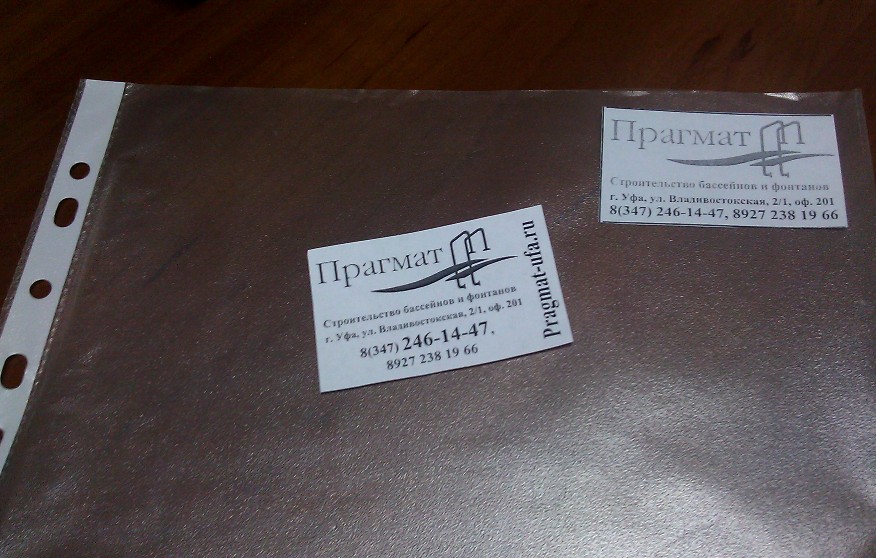 Прагмат
Строительство бассейнов и фонтанов
г. Уфа, ул. Владивостокская, 2/1, оф. 201
8(347) 246-14-47, 8927 238 19 66
Прагмат
Строительство бассейнов и фонтанов
г. Уфа, ул. Владивостокская, 2/1, оф. 201
8(347) 246-14-47,
8927 238 19 66
Pragmat-ufa.ru